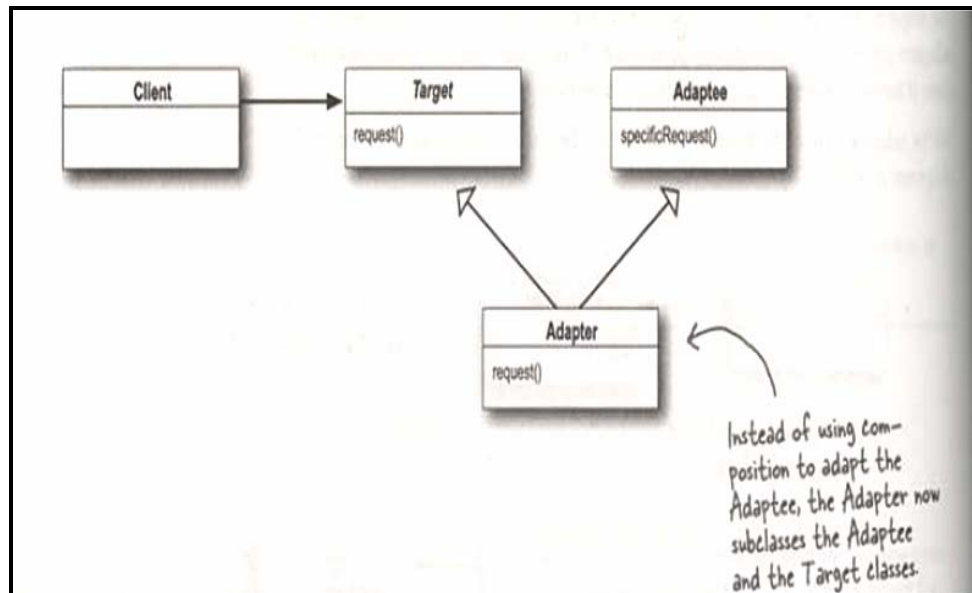 Client
Target
request()
Adaptee
specificRequest()
Adapter
request()
Instead of using com-
position to adapt the
Adaptee, the Adapter now
subclasses the Adaptee
and the Target classes.